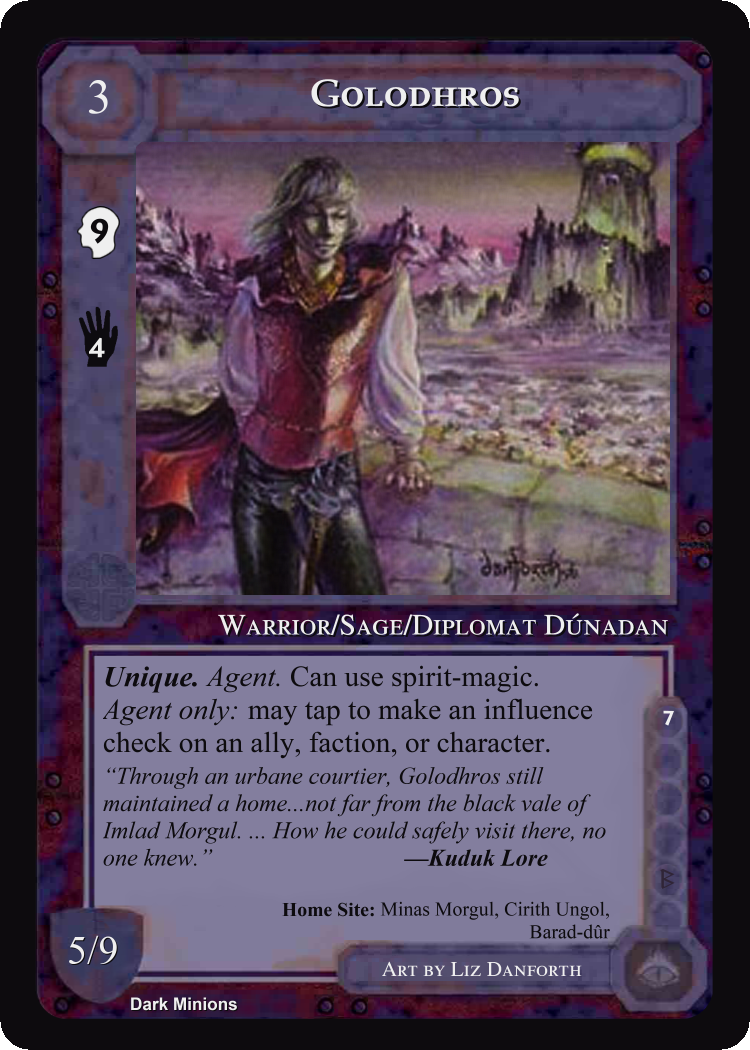 3
GOLODHROS
9
4
danforth 96
WARRIOR/SAGE/DIPLOMAT DÚNADAN
Unique. Agent. Can use spirit-magic.
Agent only: may tap to make an influence
check on an ally, faction, or character.
7
“Through an urbane courtier, Golodhros still
maintained a home...not far from the black vale of
Imlad Morgul. ... How he could safely visit there, no
one knew.” —Kuduk Lore
Home Site: Minas Morgul, Cirith Ungol,
Barad-dûr
5/9
ART BY LIZ DANFORTH
Dark Minions